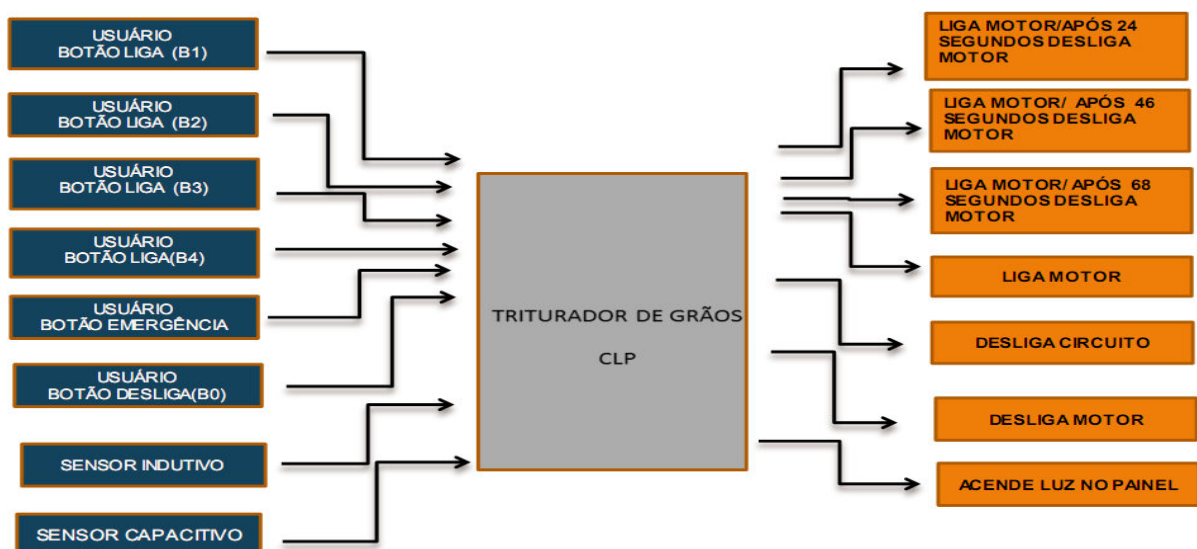 USUÁRIO
BOTÃO LIGA (B1)
USUÁRIO
BOTÃO LIGA (B2)
USUÁRIO
BOTÃO LIGA (B3)
USUÁRIO
BOTÃO LIGA(B4)
USUÁRIO
BOTÃO EMERGÊNCIA
USUÁRIO
BOTÃO DESLIGA(B0)
SENSOR INDUTIVO
SENSOR CAPACITIVO
TRITURADOR DE GRÃOS
CLP
LIGA MOTOR/APÓS 24
SEGUNDOS DESLIGA
MOTOR
LIGA MOTOR/ APÓS 46
SEGUNDOS DESLIGA
MOTOR
LIGA MOTOR/ APÓS 68
SEGUNDOS DESLIGA
MOTOR
LIGA MOTOR
DESLIGA CIRCUITO
DESLIGA MOTOR
ACENDE LUZ NO PAINEL